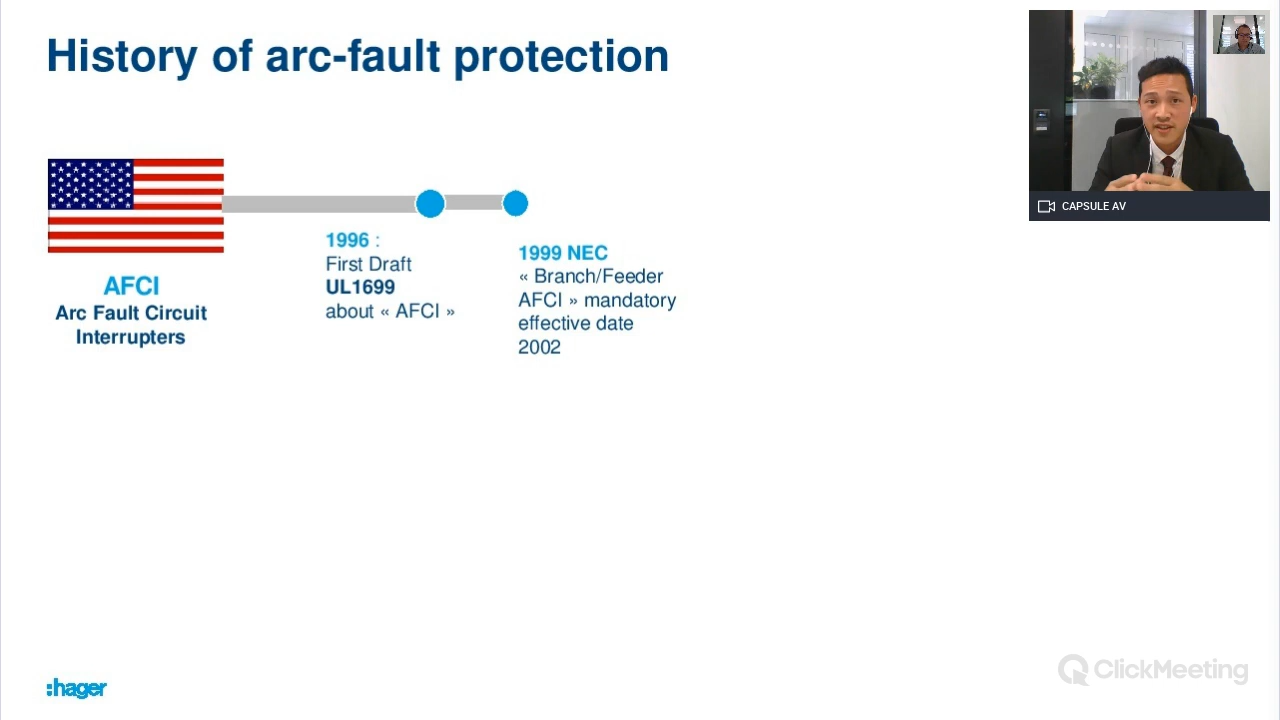 History of arc-fault protection
CAPSULE AV
AFCI
Arc Fault Circuit
Interrupters
1996 :
First Draft
UL1699
about « AFCI »
1999 NEC
« Branch/Feeder
AFCI » mandatory
effective date
2002
:hager
ClickMeeting